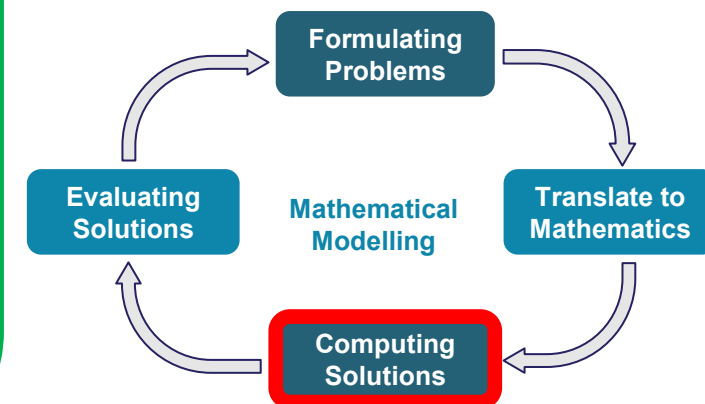 Formulating
Problems
Evaluating
Solutions
Mathematical
Modelling
Translate to
Mathematics
Computing
Solutions